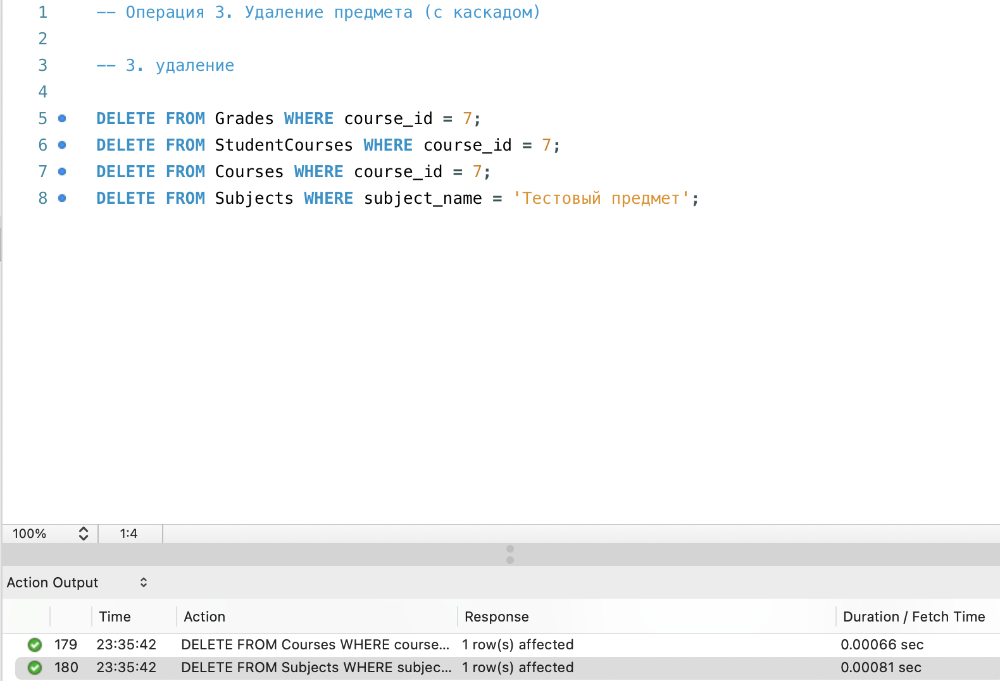 1 -- Операция 3. Удаление предмета (с каскадом)
2
3 -- 3. удаление
4
5 DELETE FROM Grades WHERE course_id = 7;
6 DELETE FROM StudentCourses WHERE course_id = 7;
7 DELETE FROM Courses WHERE course_id = 7;
8 DELETE FROM Subjects WHERE subject_name = 'Тестовый предмет';
100% 1:4
Action Output
Time Action Response Duration / Fetch Time
179 23:35:42 DELETE FROM Courses WHERE course... 1 row(s) affected 0.00066 sec
180 23:35:42 DELETE FROM Subjects WHERE subjec... 1 row(s) affected 0.00081 sec